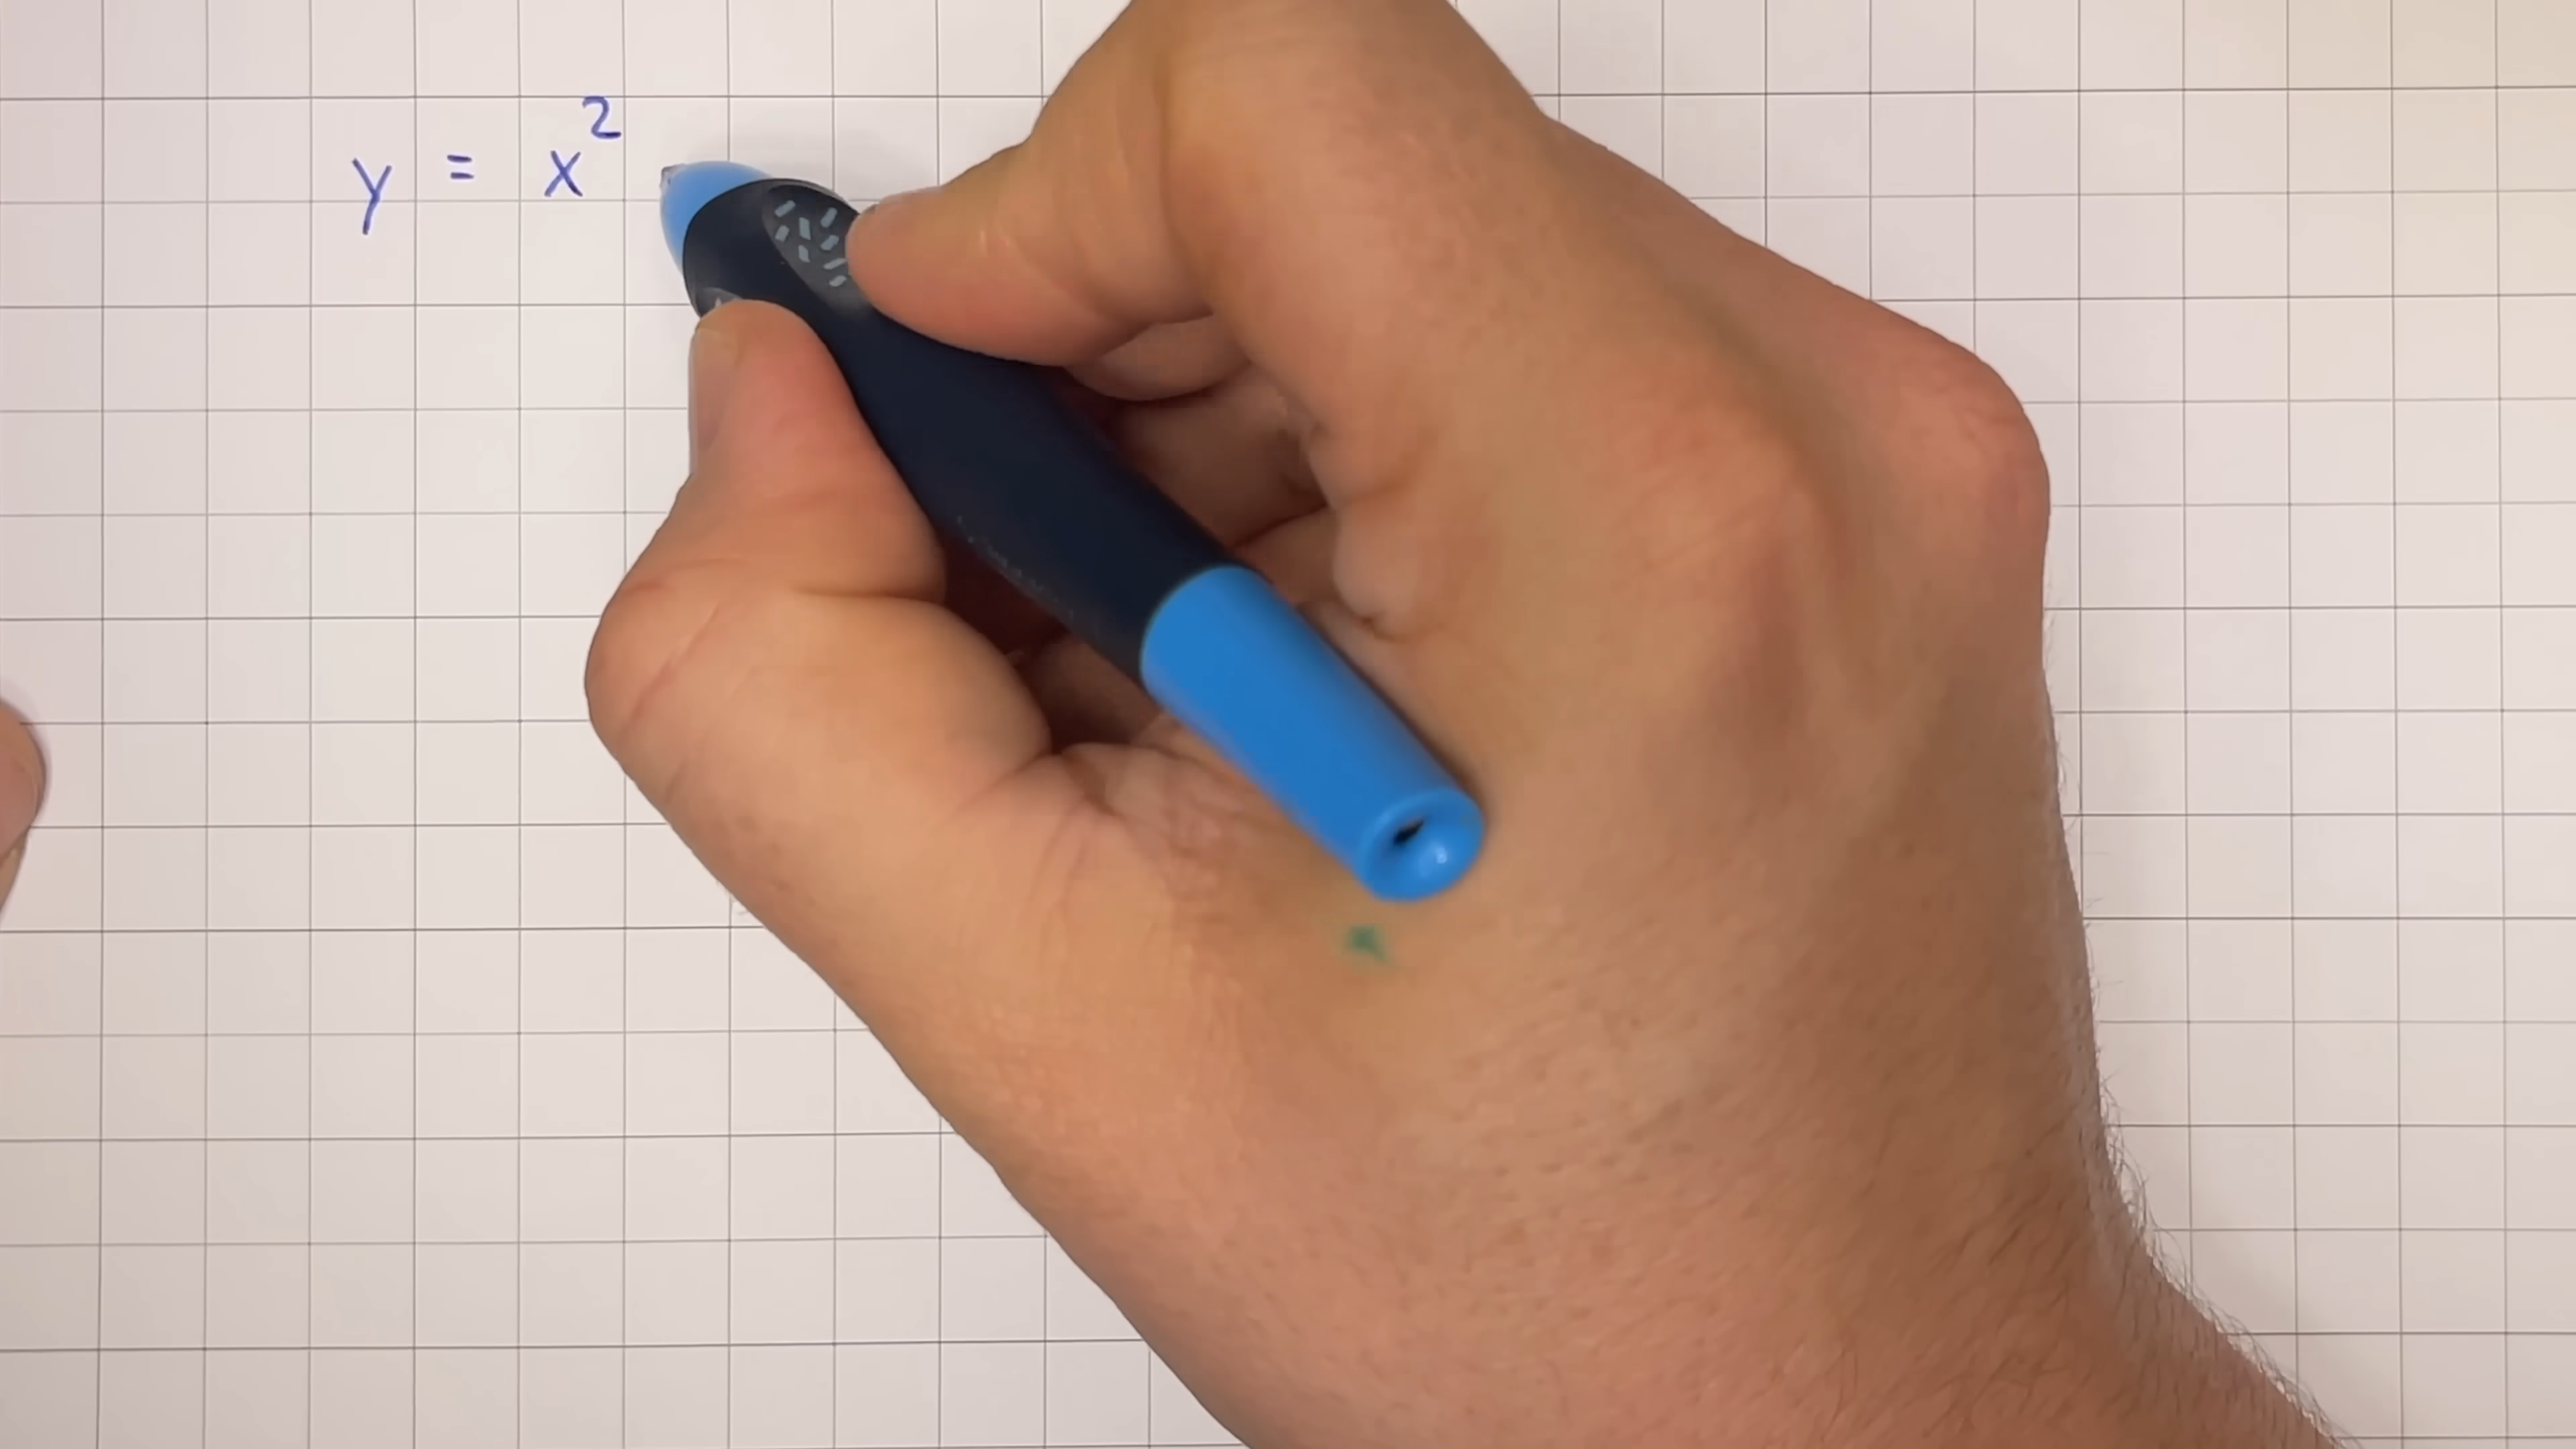 y = x²